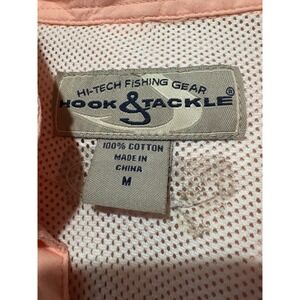 HI-TECH FISHING GEAR
HOOK & TACKLE®
100% COTTON
MADE IN
CHINA
M